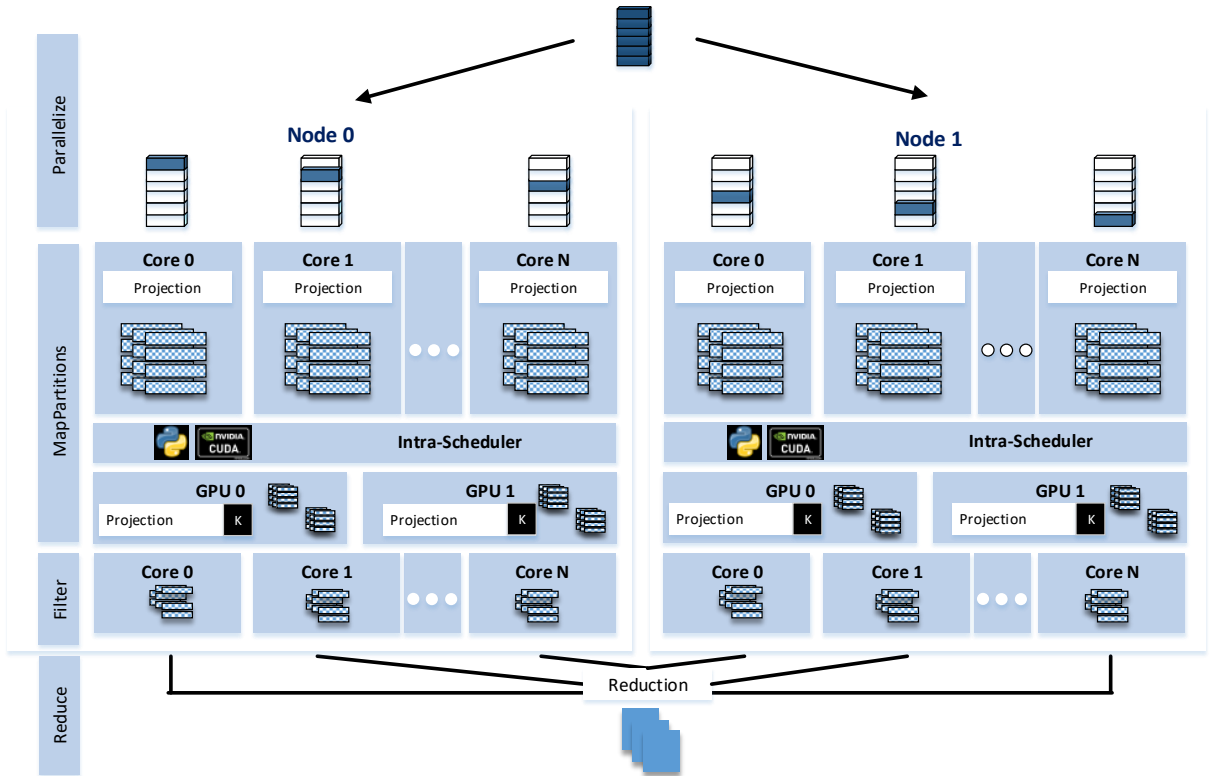 Parallelize
Node 0
Node 1
MapPartitions
Core 0
Projection
Core 1
Projection
Core N
Projection
Core 0
Projection
Core 1
Projection
Core N
Projection
NVIDIA.
CUDA.
Intra-Scheduler
NVIDIA.
CUDA.
Intra-Scheduler
GPU 0
Projection
K
GPU 1
Projection
K
GPU 0
Projection
K
GPU 1
Projection
K
Filter
Core 0
Core 1
Core N
Core 0
Core 1
Core N
Reduce
Reduction